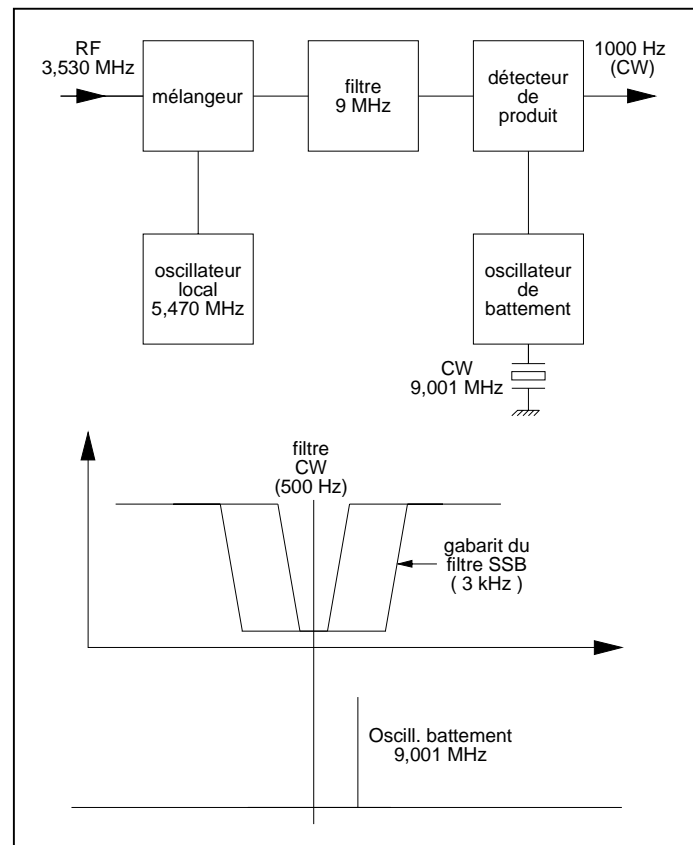 RF
3,530 MHz
mélangeur
filtre
9 MHz
détecteur
de
produit
1000 Hz
(CW)
oscillateur
local
5,470 MHz
oscillateur
de
battement
CW
9,001 MHz
filtre
CW
(500 Hz)
gabarit du
filtre SSB
( 3 kHz )
Oscill. battement
9,001 MHz